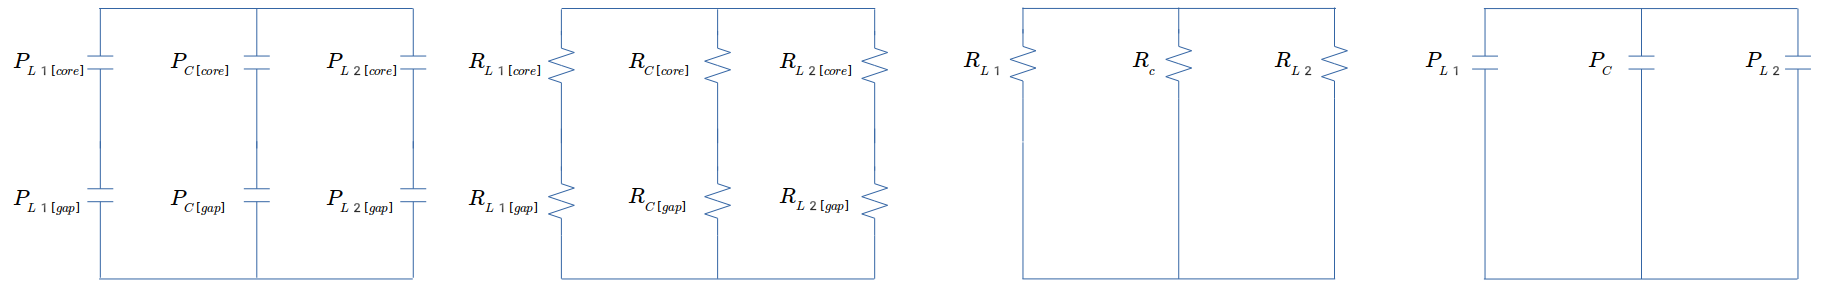 P_{L 1 [core]} P_{C [core]} P_{L 2 [core]} R_{L 1 [core]} R_{C [core]} R_{L 2 [core]} R_{L 1} R_{c} R_{L 2} P_{L 1} P_{C} P_{L 2}
P_{L 1 [gap]} P_{C [gap]} P_{L 2 [gap]} R_{L 1 [gap]} R_{C [gap]} R_{L 2 [gap]}